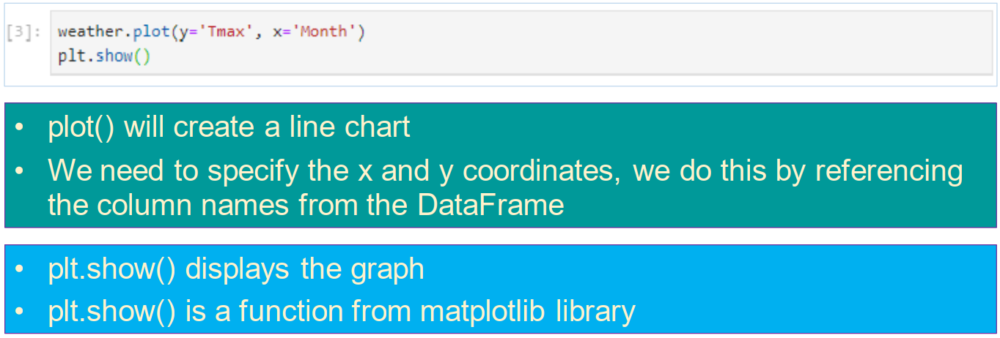 [3]: weather.plot(y='Tmax', x='Month')
plt.show()
• plot() will create a line chart
• We need to specify the x and y coordinates, we do this by referencing
the column names from the DataFrame
• plt.show() displays the graph
• plt.show() is a function from matplotlib library